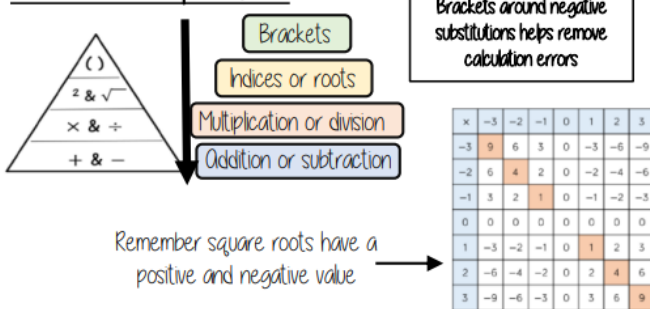 Brackets around negative
substitutions helps remove
calculation errors
Brackets
Indices or roots
Multiplication or division
Addition or subtraction
( )
² & √
× & ÷
+ & −
Remember square roots have a
positive and negative value
× −3 −2 −1 0 1 2 3
−3 9 6 3 0 −3 −6 −9
−2 6 4 2 0 −2 −4 −6
−1 3 2 1 0 −1 −2 −3
0 0 0 0 0 0 0 0
1 −3 −2 −1 0 1 2 3
2 −6 −4 −2 0 2 4 6
3 −9 −6 −3 0 3 6 9